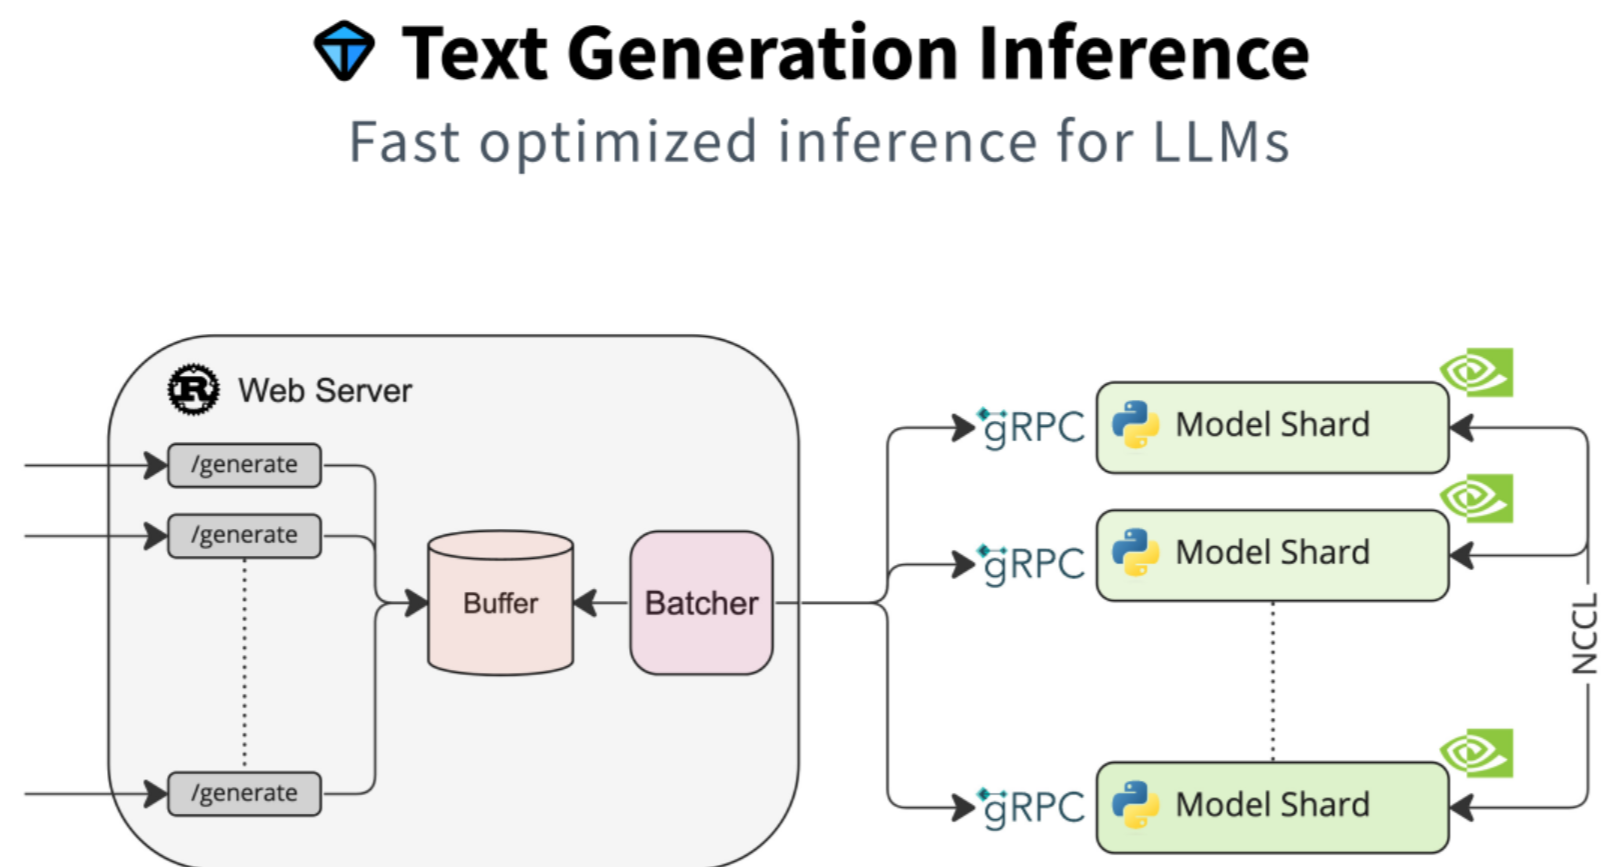 Text Generation Inference
Fast optimized inference for LLMs
R Web Server
/generate
/generate
/generate
Buffer
Batcher
gRPC
Model Shard
gRPC
Model Shard
gRPC
Model Shard
NCCL